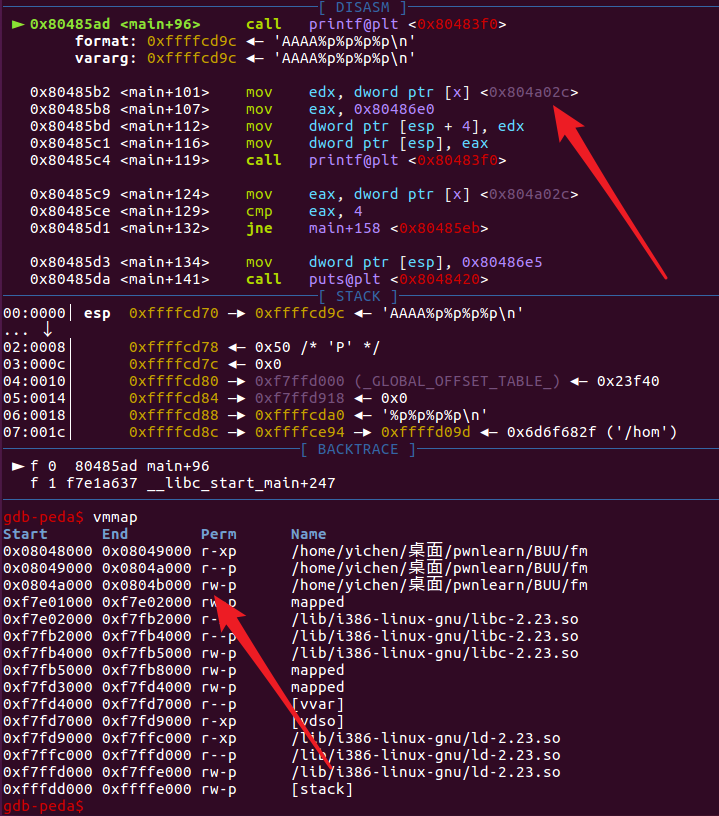 [ DISASM ]
► 0x80485ad <main+96> call printf@plt <0x80483f0>
format: 0xffffcd9c ◂— 'AAAA%p%p%p%p\n'
vararg: 0xffffcd9c ◂— 'AAAA%p%p%p%p\n'
0x80485b2 <main+101> mov edx, dword ptr [x] <0x804a02c>
0x80485b8 <main+107> mov eax, 0x80486e0
0x80485bd <main+112> mov dword ptr [esp + 4], edx
0x80485c1 <main+116> mov dword ptr [esp], eax
0x80485c4 <main+119> call printf@plt <0x80483f0>
0x80485c9 <main+124> mov eax, dword ptr [x] <0x804a02c>
0x80485ce <main+129> cmp eax, 4
0x80485d1 <main+132> jne main+158 <0x80485eb>
0x80485d3 <main+134> mov dword ptr [esp], 0x80486e5
0x80485da <main+141> call puts@plt <0x8048420>
[ STACK ]
00:0000│ esp 0xffffcd70 —▸ 0xffffcd9c ◂— 'AAAA%p%p%p%p\n'
... ↓
02:0008│ 0xffffcd78 ◂— 0x50 /* 'P' */
03:000c│ 0xffffcd7c ◂— 0x0
04:0010│ 0xffffcd80 —▸ 0xf7ffd000 (_GLOBAL_OFFSET_TABLE_) ◂— 0x23f40
05:0014│ 0xffffcd84 —▸ 0xf7ffd918 ◂— 0x0
06:0018│ 0xffffcd88 —▸ 0xffffcda0 ◂— '%p%p%p%p\n'
07:001c│ 0xffffcd8c —▸ 0xffffce94 —▸ 0xffffd09d ◂— 0x6d6f682f ('/hom')
[ BACKTRACE ]
► f 0 80485ad main+96
f 1 f7e1a637 __libc_start_main+247
gdb-peda$ vmmap
Start End Perm Name
0x08048000 0x08049000 r-xp /home/yichen/桌面/pwnlearn/BUU/fm
0x08049000 0x0804a000 r--p /home/yichen/桌面/pwnlearn/BUU/fm
0x0804a000 0x0804b000 rw-p /home/yichen/桌面/pwnlearn/BUU/fm
0xf7e01000 0xf7e02000 rw-p mapped
0xf7e02000 0xf7fb2000 r-xp /lib/i386-linux-gnu/libc-2.23.so
0xf7fb2000 0xf7fb4000 r--p /lib/i386-linux-gnu/libc-2.23.so
0xf7fb4000 0xf7fb5000 rw-p /lib/i386-linux-gnu/libc-2.23.so
0xf7fb5000 0xf7fb8000 rw-p mapped
0xf7fd3000 0xf7fd4000 rw-p mapped
0xf7fd4000 0xf7fd7000 r--p [vvar]
0xf7fd7000 0xf7fd9000 r-xp [vdso]
0xf7fd9000 0xf7ffc000 r-xp /lib/i386-linux-gnu/ld-2.23.so
0xf7ffc000 0xf7ffd000 r--p /lib/i386-linux-gnu/ld-2.23.so
0xf7ffd000 0xf7ffe000 rw-p /lib/i386-linux-gnu/ld-2.23.so
0xfffdd000 0xffffe000 rw-p [stack]
gdb-peda$